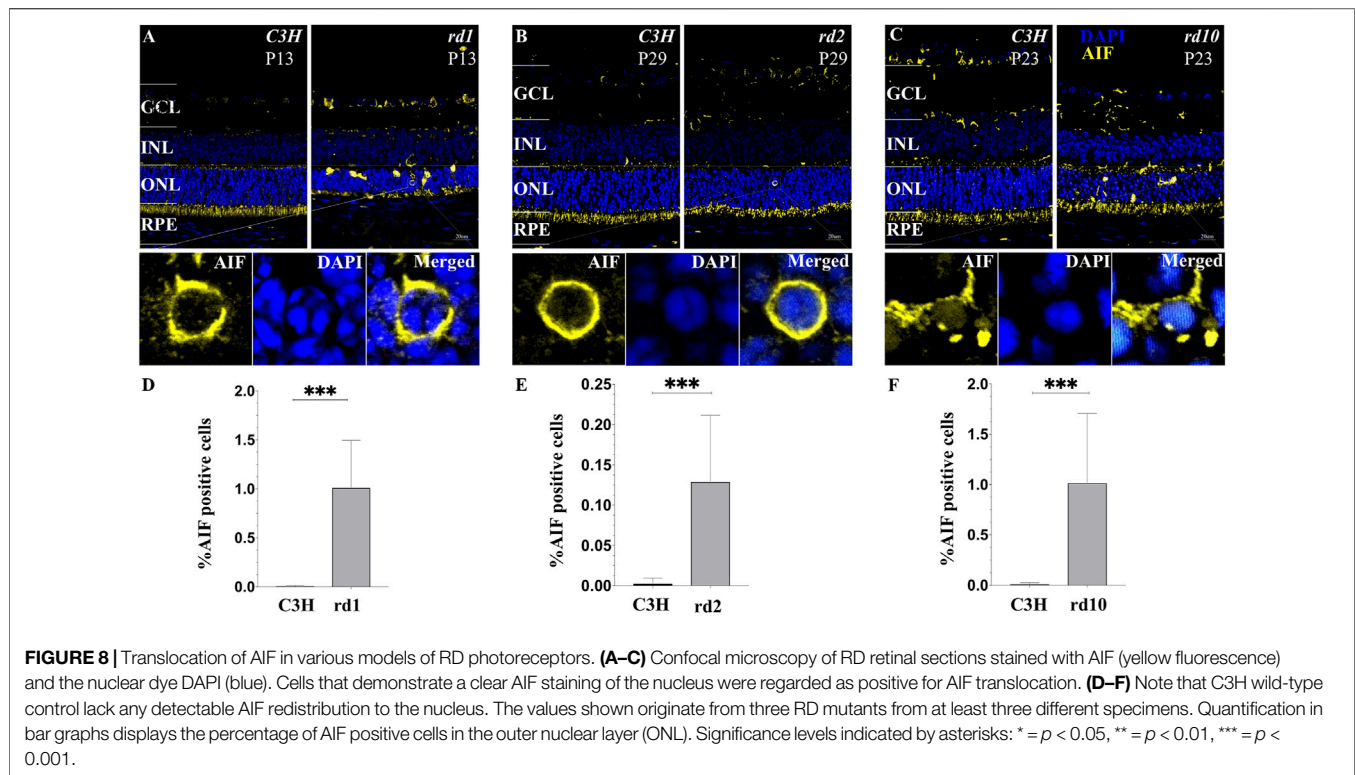 A C3H P13 rd1 P13
B C3H P29 rd2 P29
C C3H P23 DAPI AIF rd10 P23
GCL GCL GCL
INL INL INL
ONL ONL ONL
RPE RPE RPE
20um 20um 20um
AIF DAPI Merged AIF DAPI Merged AIF DAPI Merged
D
***
%AIF positive cells
2.0
1.5
1.0
0.5
0.0
C3H rd1
E
***
%AIF positive cells
0.25
0.20
0.15
0.10
0.05
0.00
C3H rd2
F
***
%AIF positive cells
2.0
1.5
1.0
0.5
0.0
C3H rd10
FIGURE 8 | Translocation of AIF in various models of RD photoreceptors. (A–C) Confocal microscopy of RD retinal sections stained with AIF (yellow fluorescence)
and the nuclear dye DAPI (blue). Cells that demonstrate a clear AIF staining of the nucleus were regarded as positive for AIF translocation. (D–F) Note that C3H wild-type
control lack any detectable AIF redistribution to the nucleus. The values shown originate from three RD mutants from at least three different specimens. Quantification in
bar graphs displays the percentage of AIF positive cells in the outer nuclear layer (ONL). Significance levels indicated by asterisks: * = p < 0.05, ** = p < 0.01, *** = p <
0.001.